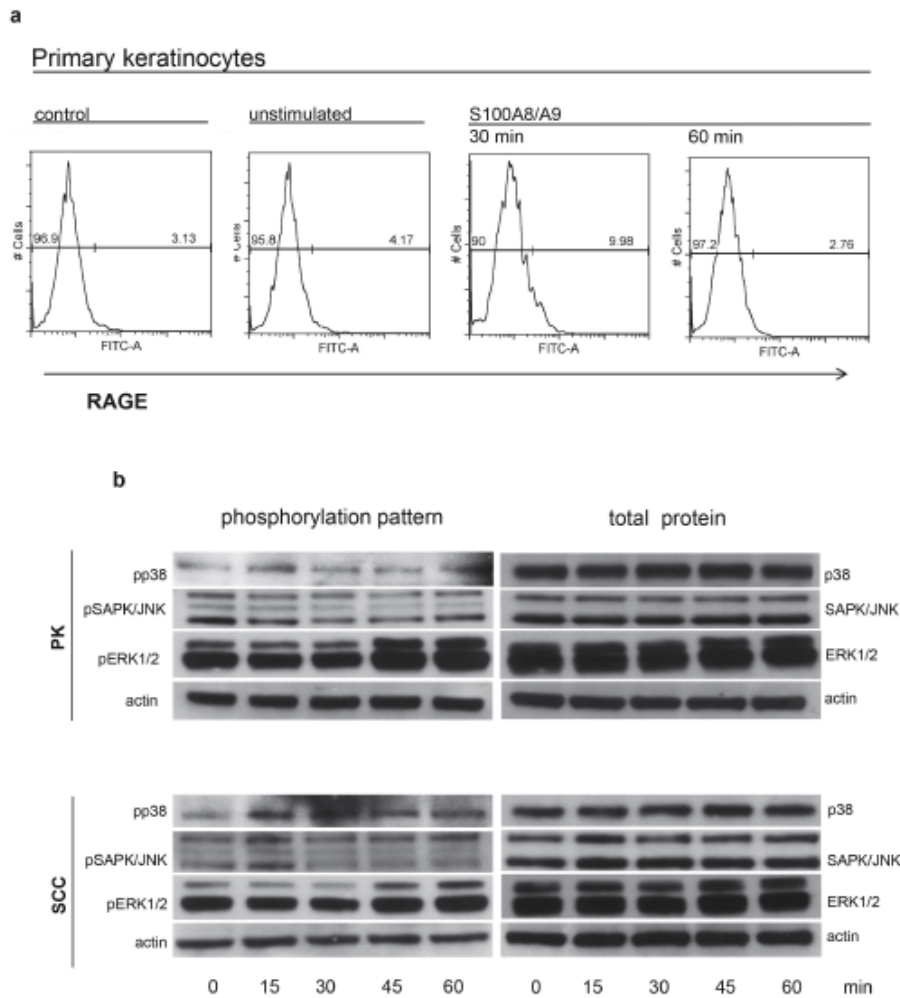 a
Primary keratinocytes
control
unstimulated
S100A8/A9
30 min
60 min
# Cells
96.9
3.13
FITC-A
# Cells
95.8
4.17
FITC-A
# Cells
90
9.98
FITC-A
# Cells
97.2
2.76
FITC-A
RAGE
b
phosphorylation pattern
total protein
PK
pp38
p38
pSAPK/JNK
SAPK/JNK
pERK1/2
ERK1/2
actin
actin
SCC
pp38
p38
pSAPK/JNK
SAPK/JNK
pERK1/2
ERK1/2
actin
actin
0 15 30 45 60 0 15 30 45 60 min